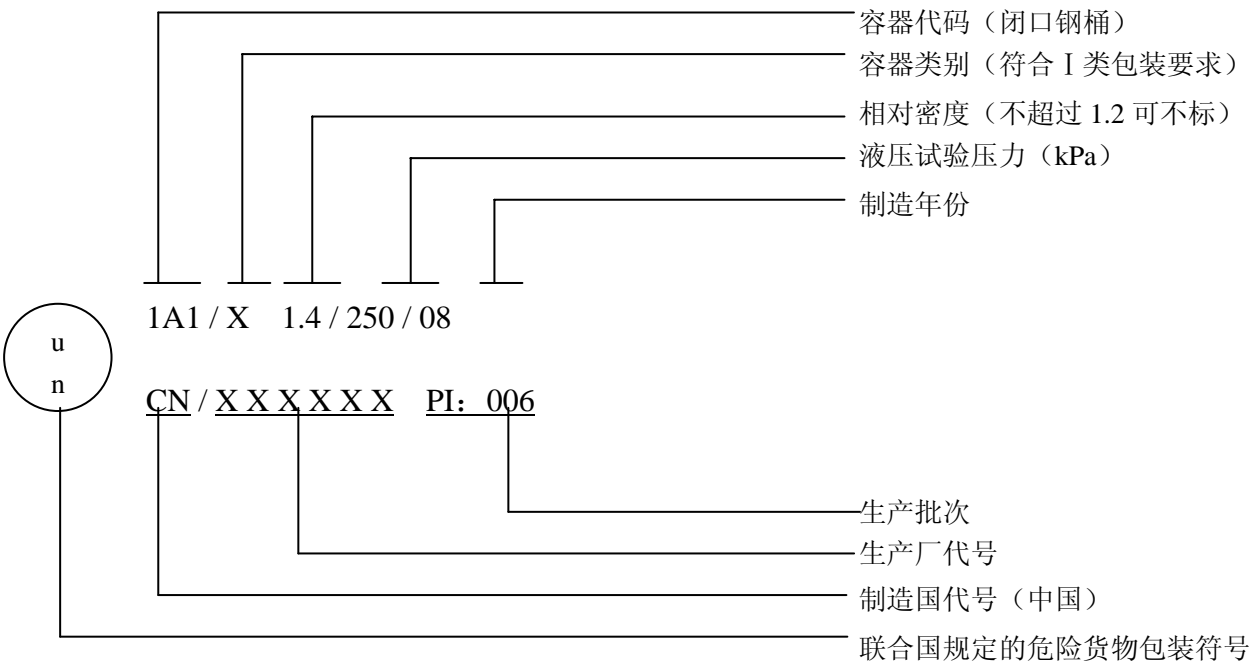 容器代码（闭口钢桶）
容器类别（符合Ⅰ类包装要求）
相对密度（不超过 1.2 可不标）
液压试验压力（kPa）
制造年份
1A1 / X 1.4 / 250 / 08
u
n
CN / X X X X X X PI：006
生产批次
生产厂代号
制造国代号（中国）
联合国规定的危险货物包装符号